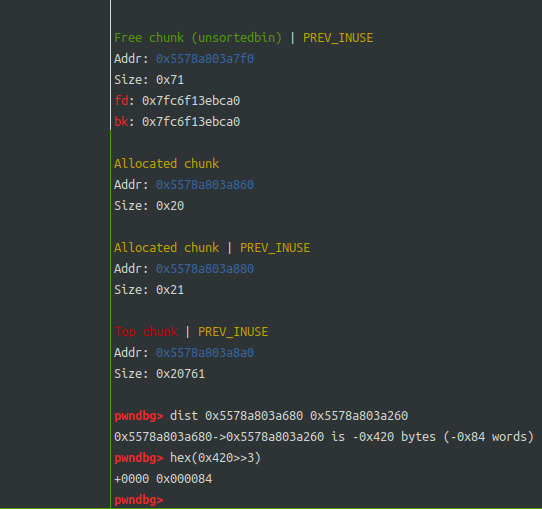 Free chunk (unsortedbin) | PREV_INUSE
Addr: 0x5578a803a7f0
Size: 0x71
fd: 0x7fc6f13ebca0
bk: 0x7fc6f13ebca0
Allocated chunk
Addr: 0x5578a803a860
Size: 0x20
Allocated chunk | PREV_INUSE
Addr: 0x5578a803a880
Size: 0x21
Top chunk | PREV_INUSE
Addr: 0x5578a803a8a0
Size: 0x20761
pwndbg> dist 0x5578a803a680 0x5578a803a260
0x5578a803a680->0x5578a803a260 is -0x420 bytes (-0x84 words)
pwndbg> hex(0x420>>3)
+0000 0x000084
pwndbg>